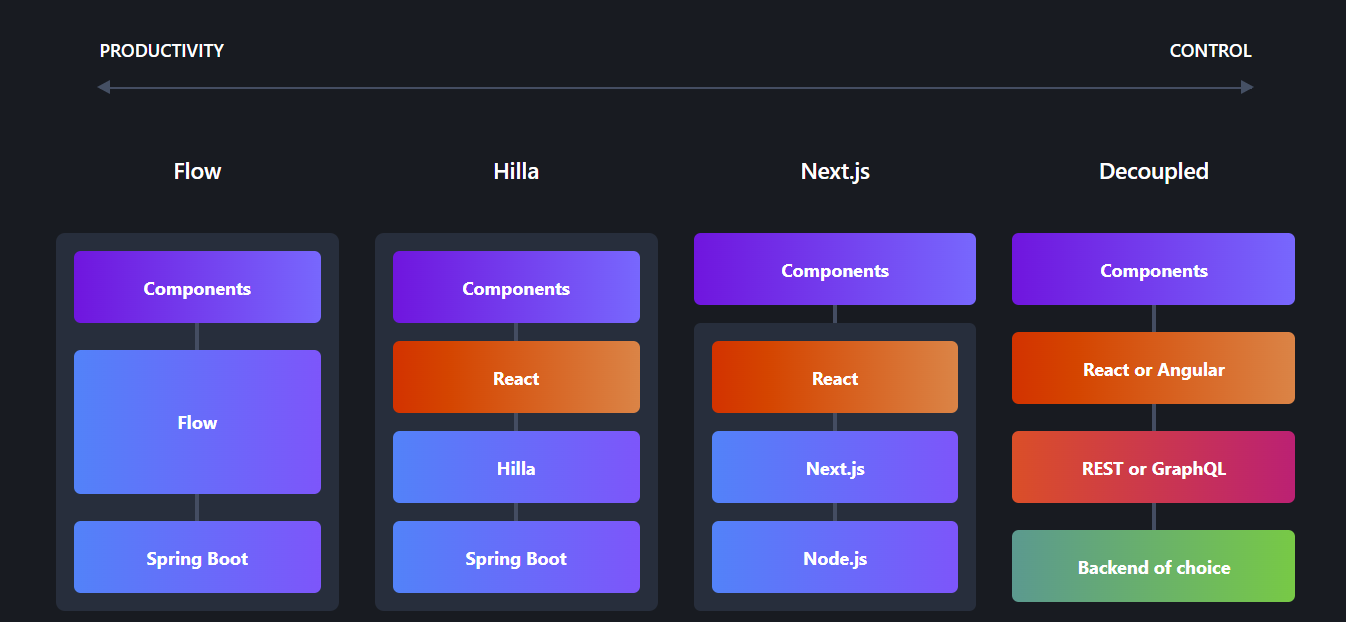 PRODUCTIVITY
CONTROL
Flow
Hilla
Next.js
Decoupled
Components
Flow
Spring Boot
Components
React
Hilla
Spring Boot
Components
React
Next.js
Node.js
Components
React or Angular
REST or GraphQL
Backend of choice